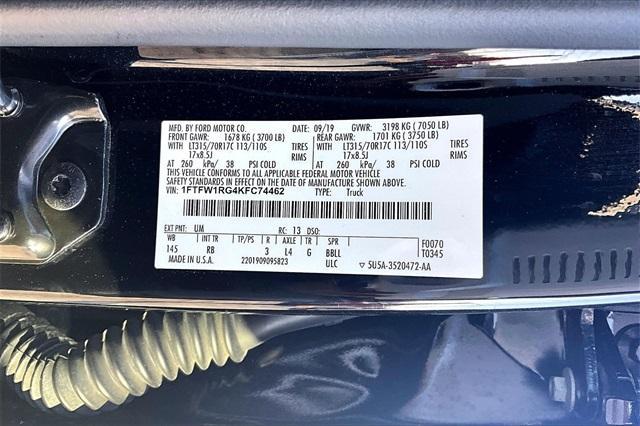 MFD. BY FORD MOTOR CO. 09/19 GVWR: 3198 KG ( 7050 LB)
FRONT GAWR: 1678 KG ( 3700 LB) REAR GAWR: 1701 KG ( 3750 LB)
WITH LT315/70R17C 113/110S TIRES WITH LT315/70R17C 113/110S TIRES
17x8.5J RIMS 17x8.5J RIMS
AT 260 kPa/ 38 PSI COLD AT 260 kPa/ 38 PSI COLD
THIS VEHICLE CONFORMS TO ALL APPLICABLE FEDERAL MOTOR VEHICLE
SAFETY STANDARDS IN EFFECT ON THE DATE OF MANUFACTURE SHOWN ABOVE.
VIN: 1FTFW1RG4KFC74462 TYPE: Truck
EXT PNT: UM RC: 13 DSO:
WB INT TR TP/PS R AXLE TR SPR F0070
145 RB 3 L4 G BBLL T0345
MADE IN U.S.A. 2201909095823 ULC ▽ 5U5A-3520472-AA